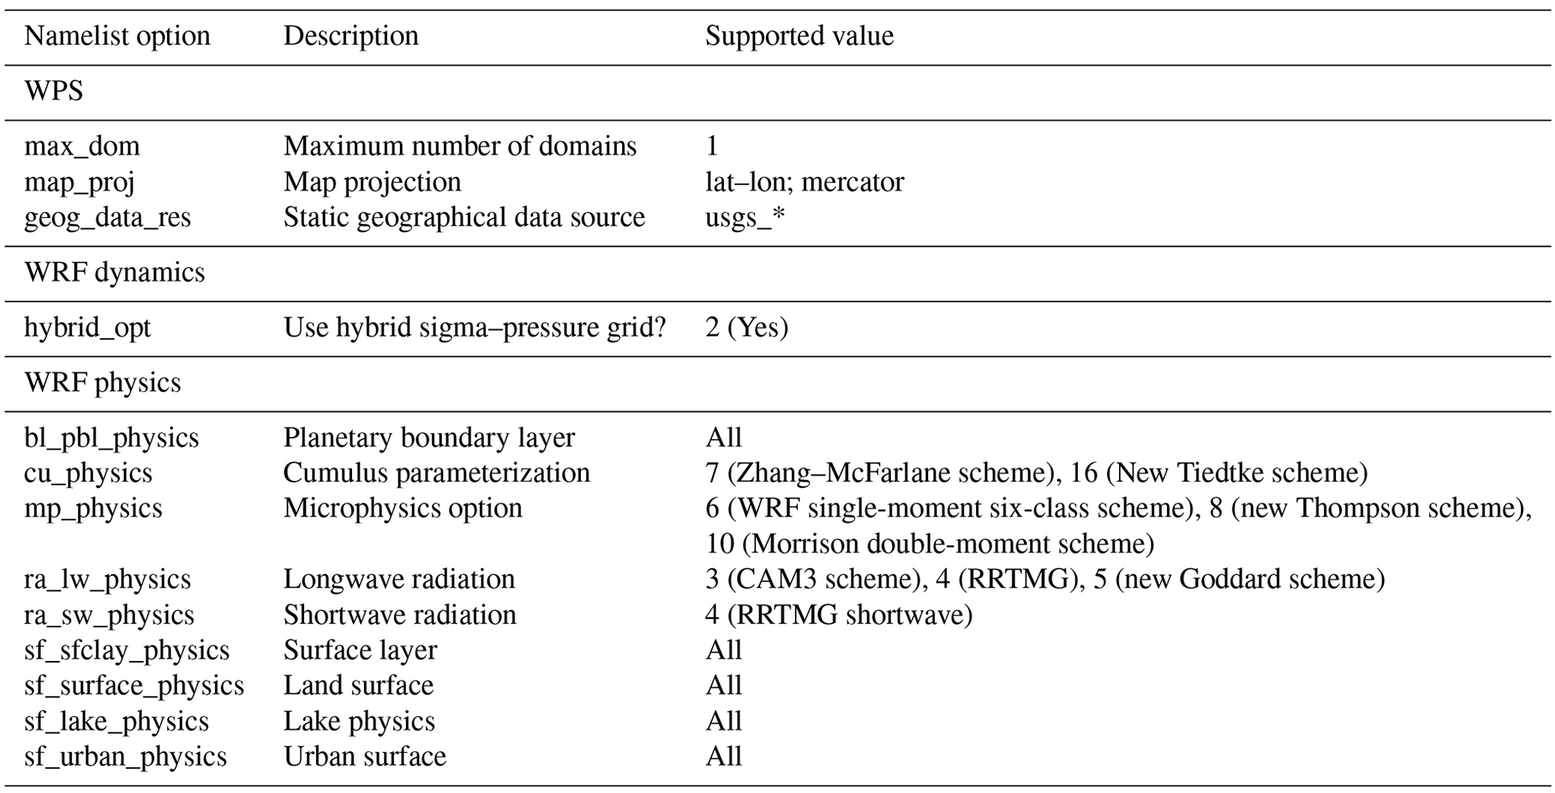 Namelist option Description Supported value
WPS
max_dom Maximum number of domains 1
map_proj Map projection lat–lon; mercator
geog_data_res Static geographical data source usgs_*
WRF dynamics
hybrid_opt Use hybrid sigma–pressure grid? 2 (Yes)
WRF physics
bl_pbl_physics Planetary boundary layer All
cu_physics Cumulus parameterization 7 (Zhang–McFarlane scheme), 16 (New Tiedtke scheme)
mp_physics Microphysics option 6 (WRF single-moment six-class scheme), 8 (new Thompson scheme),
10 (Morrison double-moment scheme)
ra_lw_physics Longwave radiation 3 (CAM3 scheme), 4 (RRTMG), 5 (new Goddard scheme)
ra_sw_physics Shortwave radiation 4 (RRTMG shortwave)
sf_sfclay_physics Surface layer All
sf_surface_physics Land surface All
sf_lake_physics Lake physics All
sf_urban_physics Urban surface All